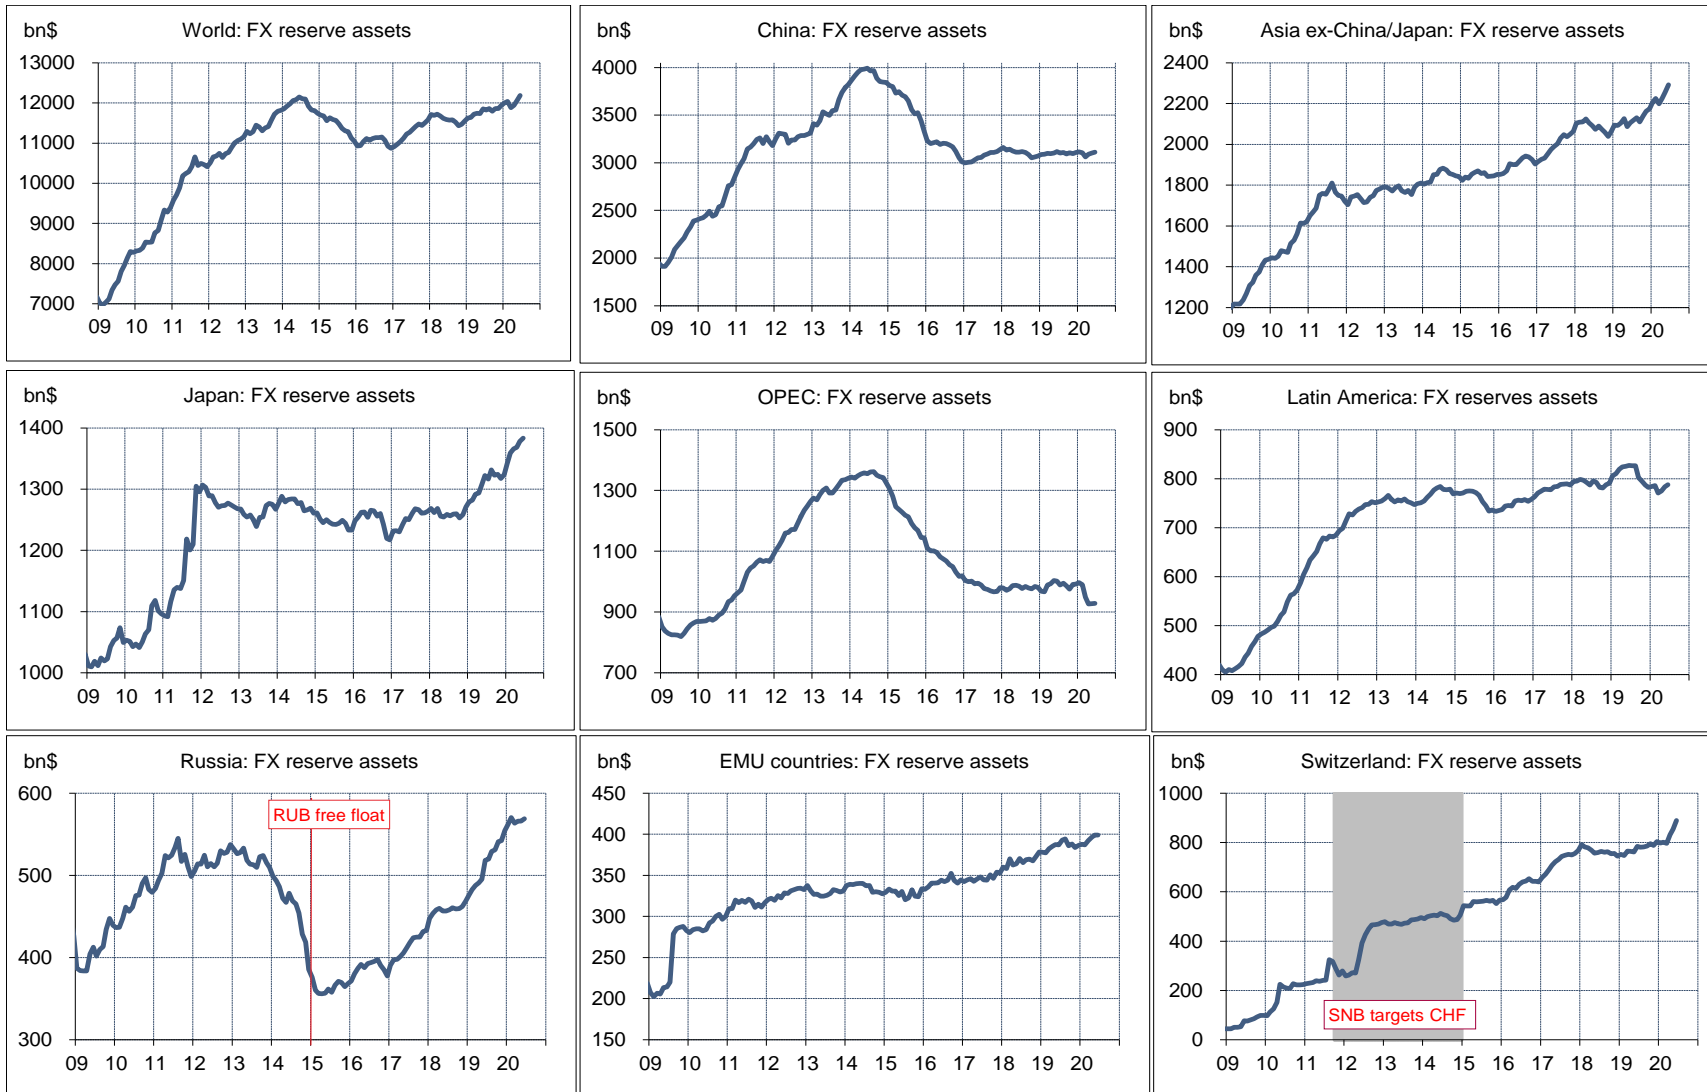 bn$ World: FX reserve assets
13000
12000
11000
10000
9000
8000
7000
09 10 11 12 13 14 15 16 17 18 19 20
bn$ China: FX reserve assets
4000
3500
3000
2500
2000
1500
09 10 11 12 13 14 15 16 17 18 19 20
bn$ Asia ex-China/Japan: FX reserve assets
2400
2200
2000
1800
1600
1400
1200
09 10 11 12 13 14 15 16 17 18 19 20
bn$ Japan: FX reserve assets
1400
1300
1200
1100
1000
09 10 11 12 13 14 15 16 17 18 19 20
bn$ OPEC: FX reserve assets
1500
1300
1100
900
700
09 10 11 12 13 14 15 16 17 18 19 20
bn$ Latin America: FX reserves assets
900
800
700
600
500
400
09 10 11 12 13 14 15 16 17 18 19 20
bn$ Russia: FX reserve assets
600
RUB free float
500
400
300
09 10 11 12 13 14 15 16 17 18 19 20
bn$ EMU countries: FX reserve assets
450
400
350
300
250
200
150
09 10 11 12 13 14 15 16 17 18 19 20
bn$ Switzerland: FX reserve assets
1000
800
600
400
200
SNB targets CHF
0
09 10 11 12 13 14 15 16 17 18 19 20